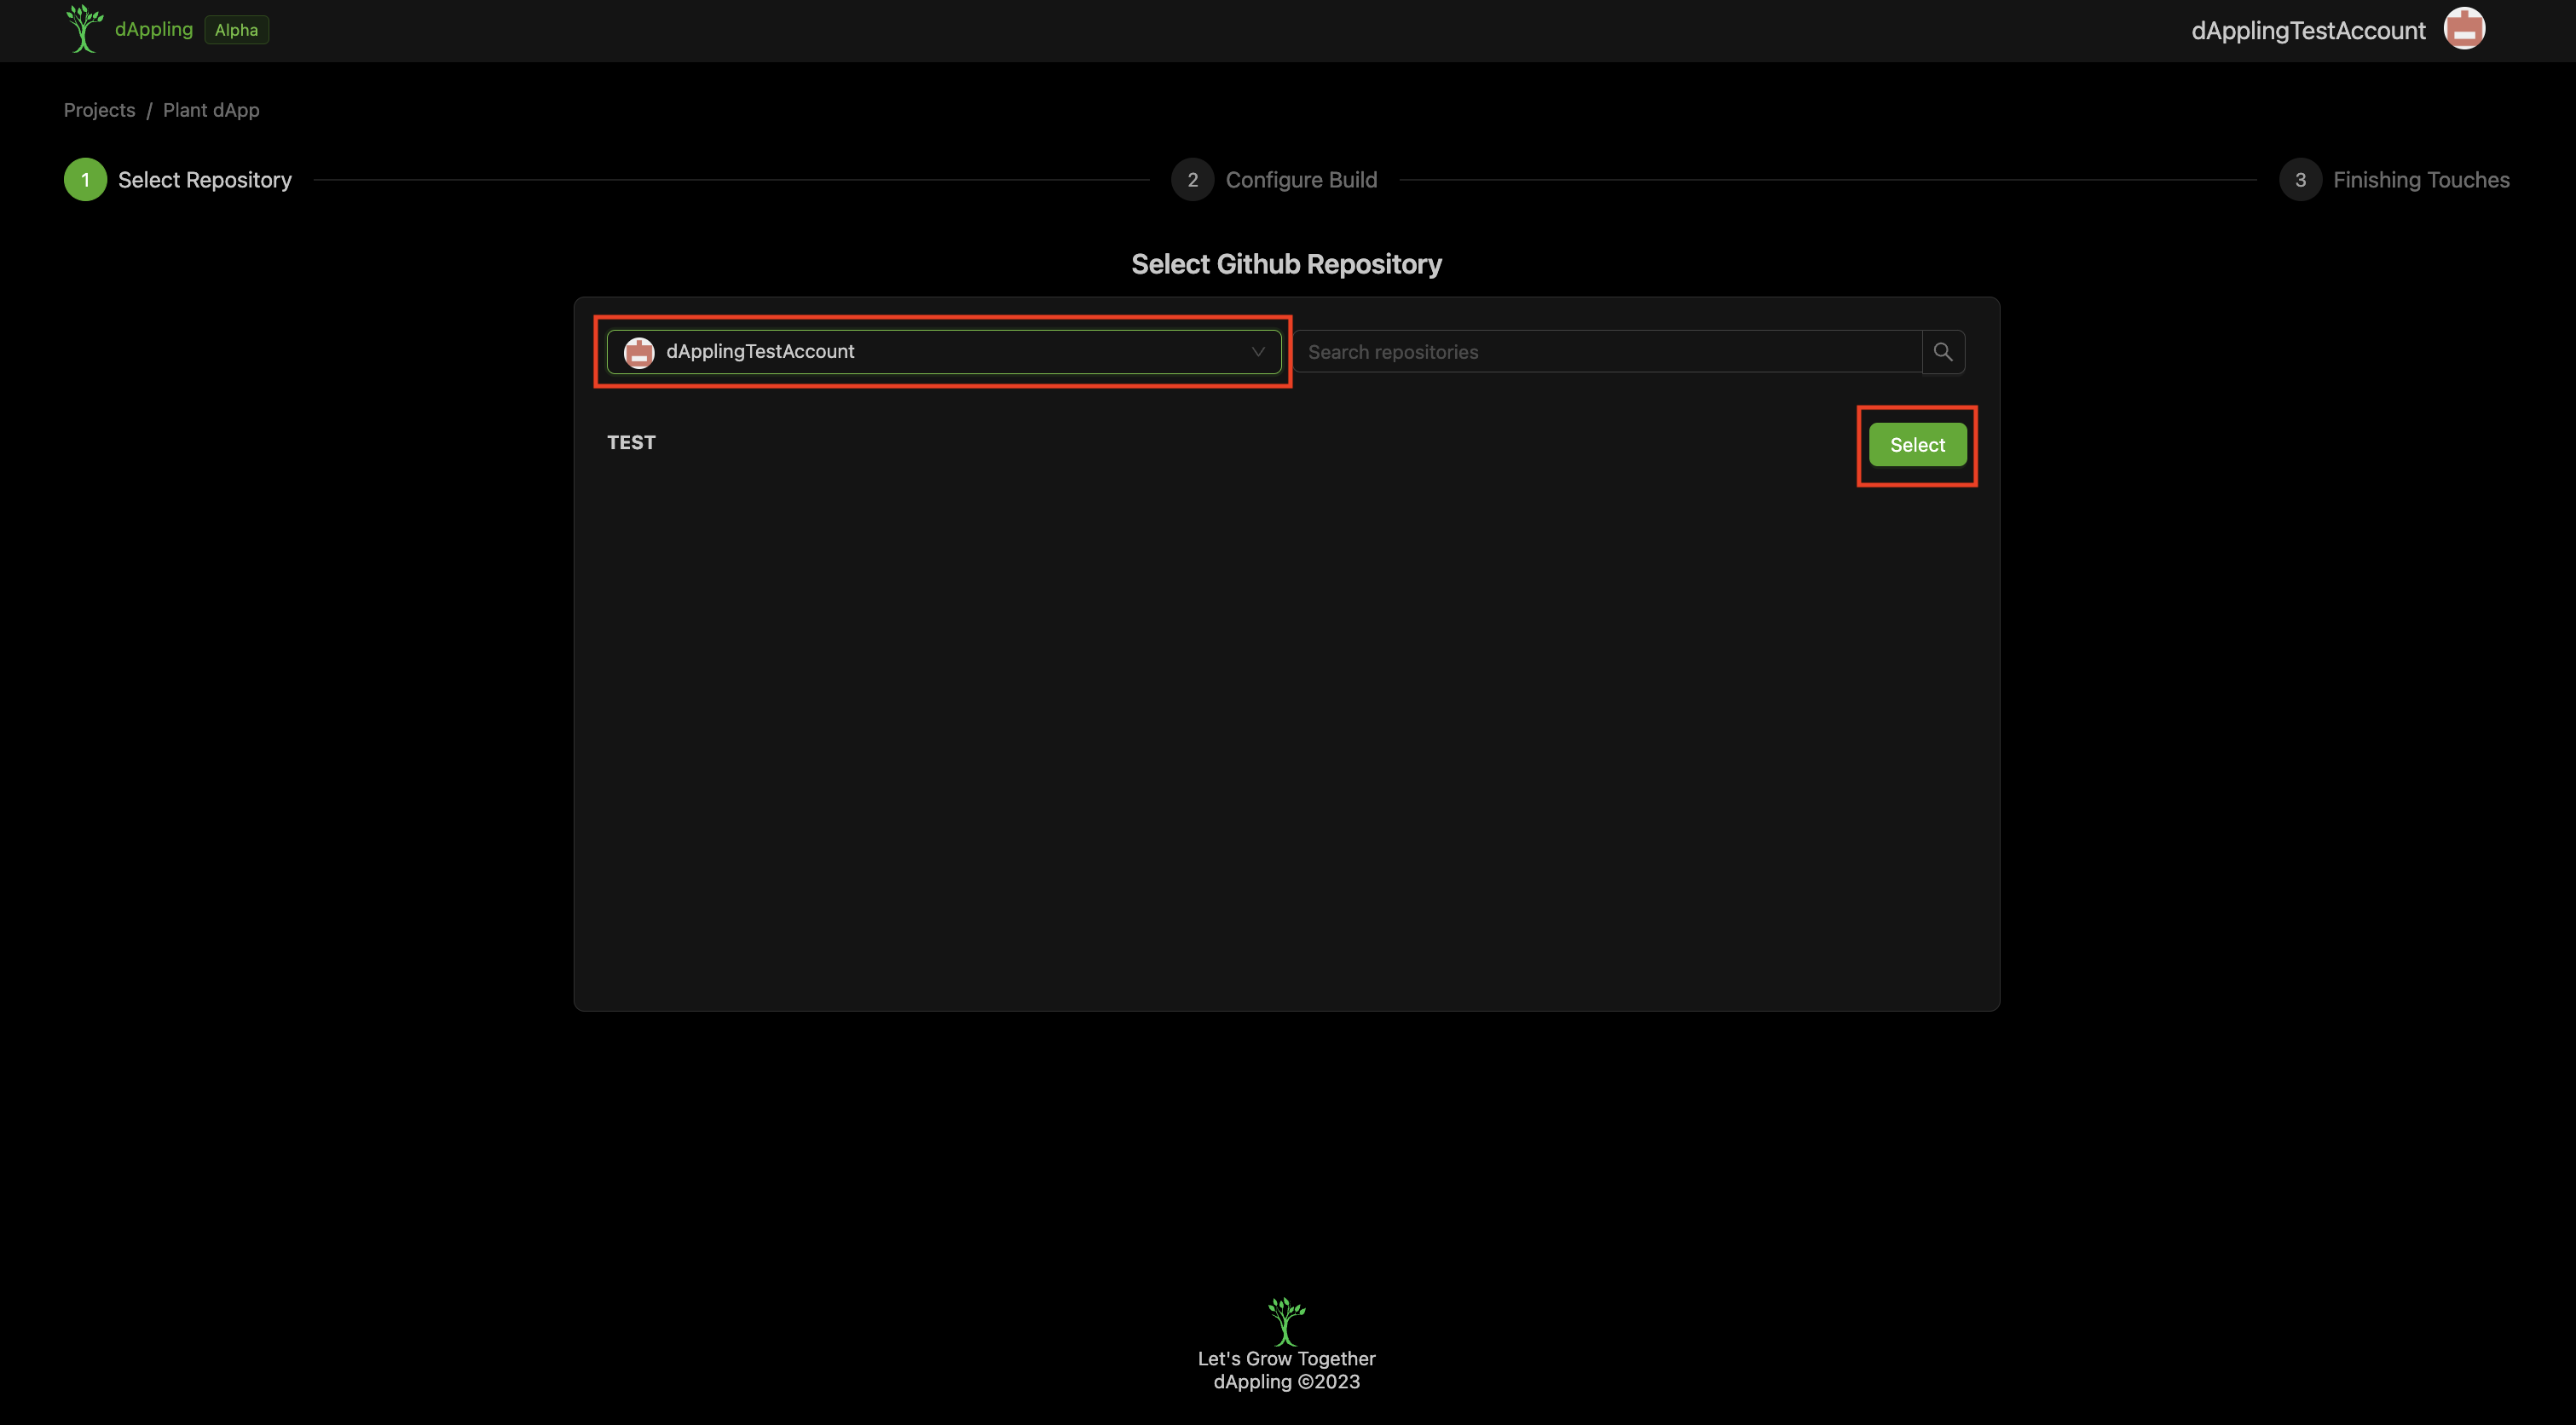 dAppling Alpha dApplingTestAccount
Projects / Plant dApp
1 Select Repository 2 Configure Build 3 Finishing Touches
Select Github Repository
dApplingTestAccount Search repositories
TEST Select
Let's Grow Together
dAppling ©2023